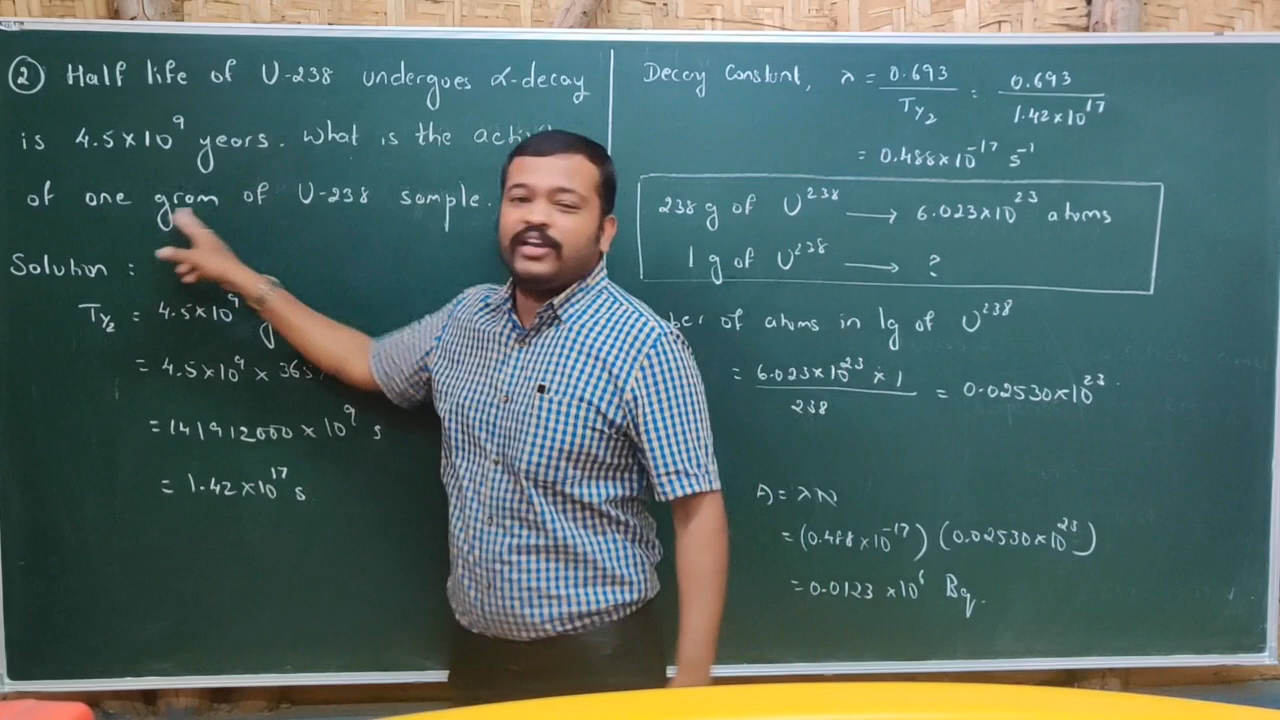 ② Half life of U-238 undergoes α-decay
is 4.5×10⁹ years. What is the
of one gram of U-238 sample.
Solution :
T½ = 4.5×10⁹
= 4.5×10⁹ ×
= 141912000 × 10⁹ s
= 1.42×10¹⁷ s
Decay Constant, λ = 0.693 / T½ = 0.693 / 1.42×10¹⁷
= 0.488×10⁻¹⁷ s⁻¹
238 g of U²³⁸ → 6.023×10²³ atoms
1 g of U²³⁸ → ?
of atoms in 1g of U²³⁸
= 6.023×10²³ × 1 / 238 = 0.02530×10²³
A = λN
= (0.488×10⁻¹⁷) (0.02530×10²³)
= 0.0123 ×10⁶ Bq.